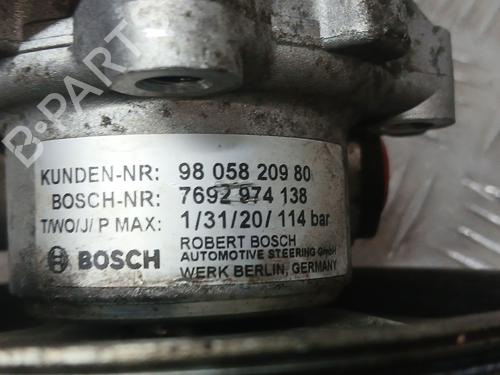 B-PARTS
KUNDEN-NR: 98 058 209 80
BOSCH-NR: 7692 974 138
T/WO/J/ P MAX: 1/31/20/ 114 bar
BOSCH
ROBERT BOSCH
AUTOMOTIVE STEERING GmbH
WERK BERLIN, GERMANY